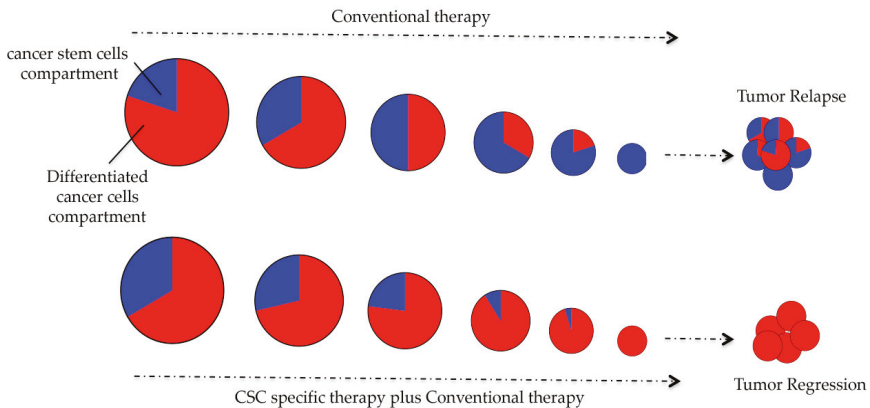 Conventional therapy
cancer stem cells
compartment
Tumor Relapse
Differentiated
cancer cells
compartment
Tumor Regression
CSC specific therapy plus Conventional therapy